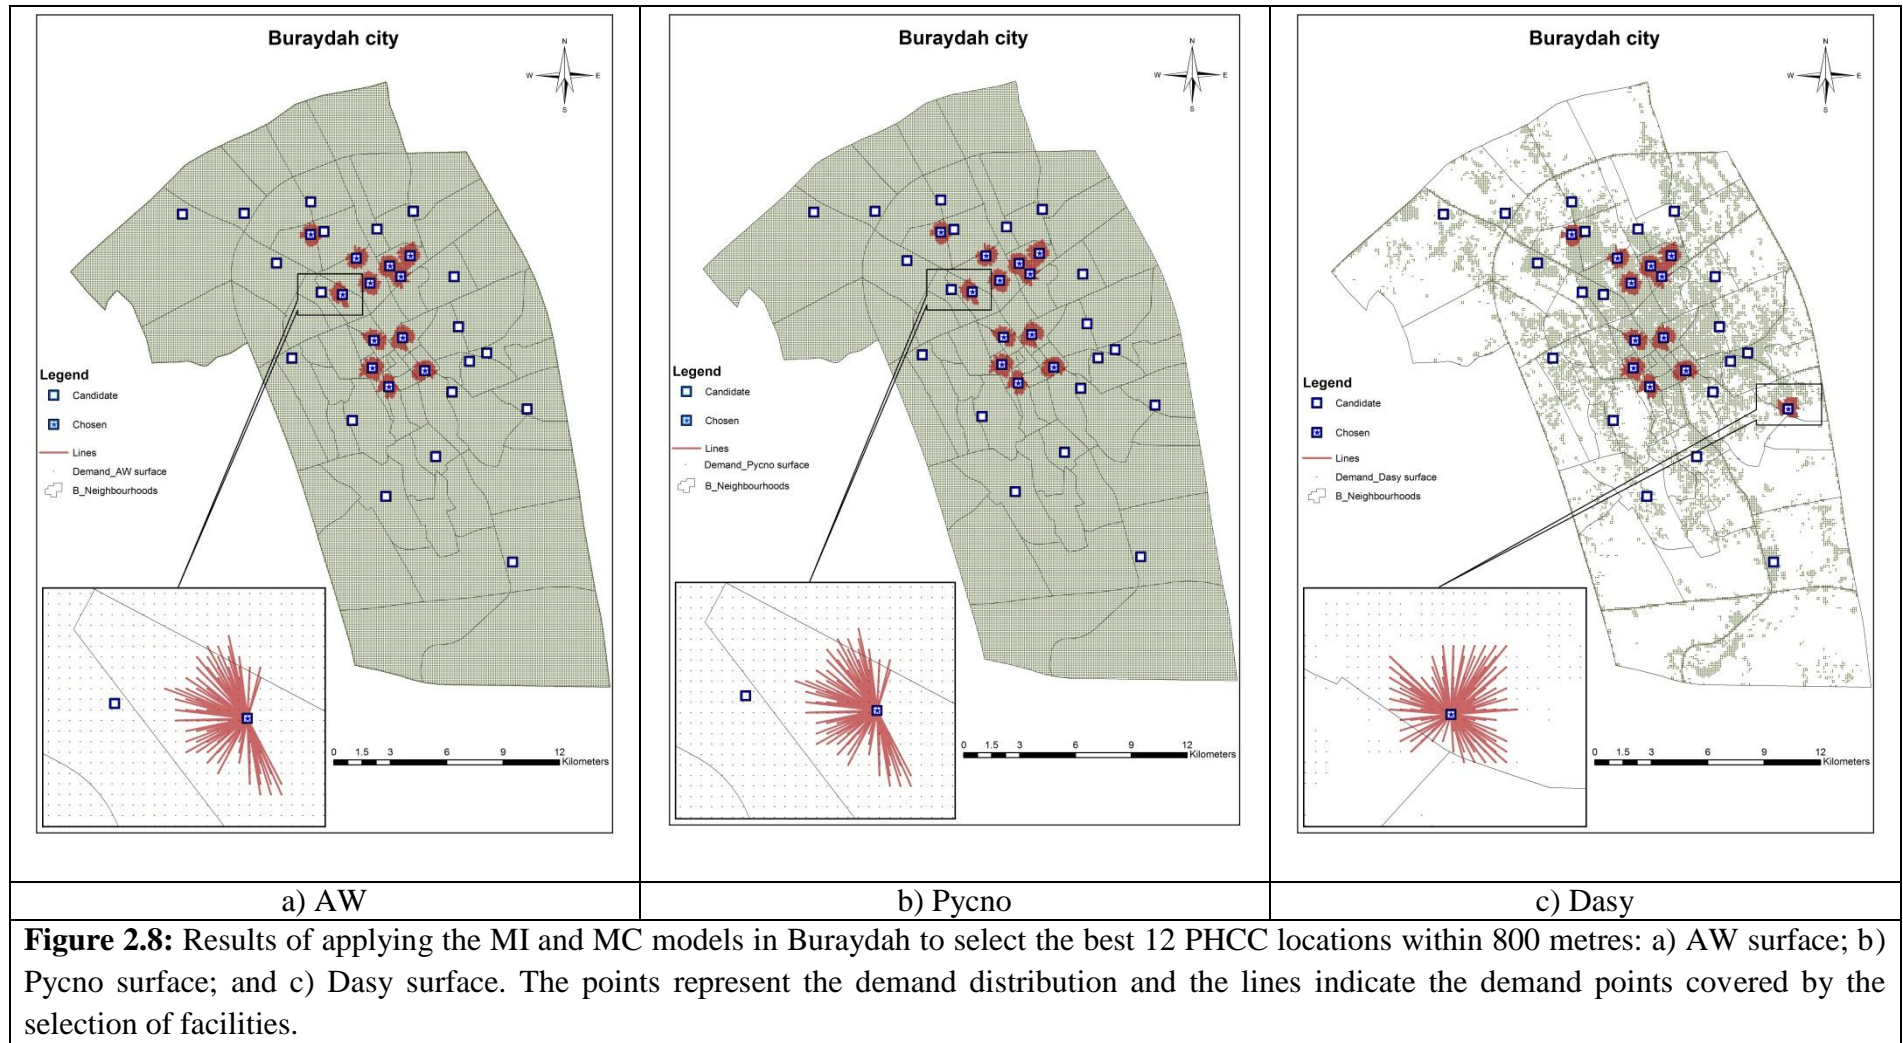 Buraydah city
N
W
E
S
Legend
Candidate
Chosen
Lines
Demand_AW surface
B_Neighbourhoods
0 1.5 3 6 9 12
Kilometers
Buraydah city
N
W
E
S
Legend
Candidate
Chosen
Lines
Demand_Pycno surface
B_Neighbourhoods
0 1.5 3 6 9 12
Kilometers
Buraydah city
N
W
E
S
Legend
Candidate
Chosen
Lines
Demand_Dasy surface
B_Neighbourhoods
0 1.5 3 6 9 12
Kilometers
a) AW
b) Pycno
c) Dasy
Figure 2.8: Results of applying the MI and MC models in Buraydah to select the best 12 PHCC locations within 800 metres: a) AW surface; b)
Pycno surface; and c) Dasy surface. The points represent the demand distribution and the lines indicate the demand points covered by the
selection of facilities.